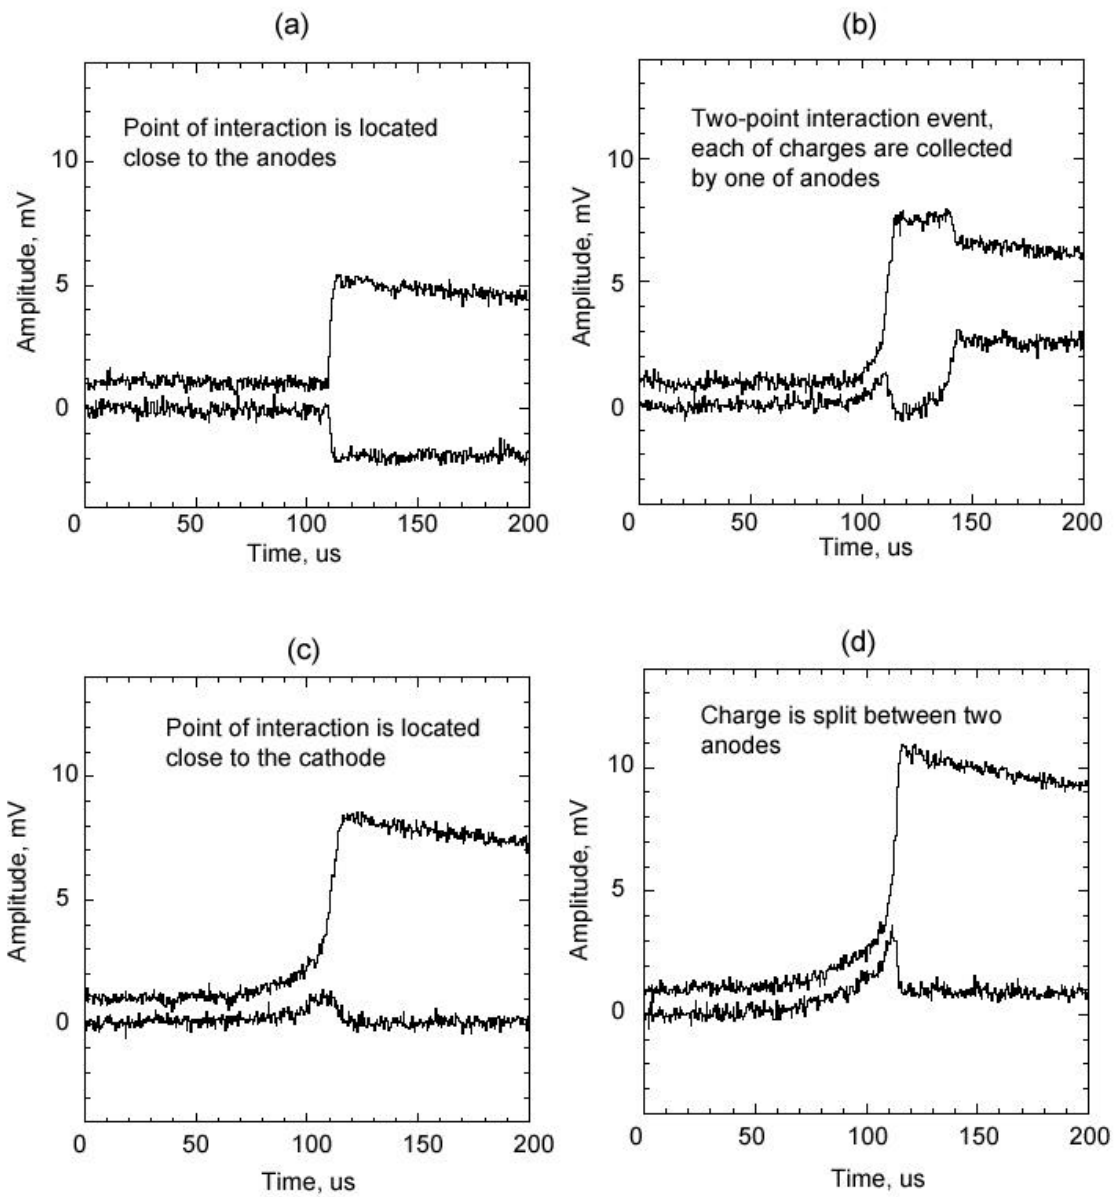 (a)
Point of interaction is located
close to the anodes
Amplitude, mV
10
5
0
0 50 100 150 200
Time, us
(b)
Two-point interaction event,
each of charges are collected
by one of anodes
Amplitude, mV
10
5
0
0 50 100 150 200
Time, us
(c)
Point of interaction is located
close to the cathode
Amplitude, mV
10
5
0
0 50 100 150 200
Time, us
(d)
Charge is split between two
anodes
Amplitude, mV
10
5
0
0 50 100 150 200
Time, us